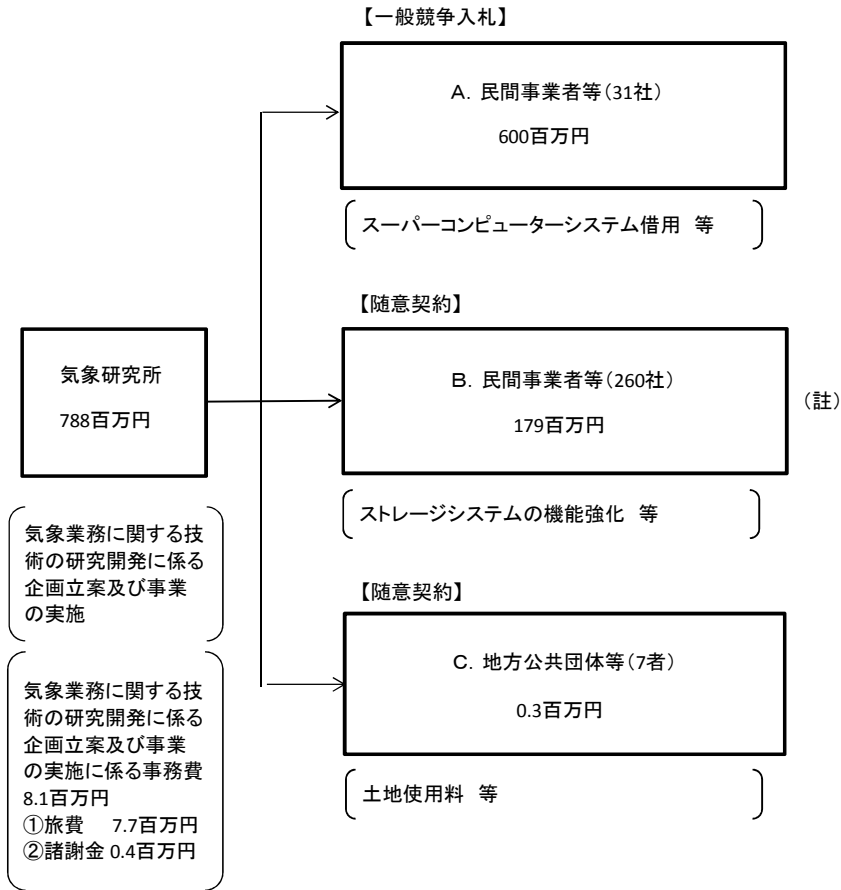 【一般競争入札】
A. 民間事業者等(31社)
600百万円
スーパーコンピューターシステム借用 等
【随意契約】
気象研究所
788百万円
B. 民間事業者等(260社)
179百万円
(註)
ストレージシステムの機能強化 等
気象業務に関する技
術の研究開発に係る
企画立案及び事業
の実施
【随意契約】
C. 地方公共団体等(7者)
0.3百万円
土地使用料 等
気象業務に関する技
術の研究開発に係る
企画立案及び事業
の実施に係る事務費
8.1百万円
①旅費 7.7百万円
②諸謝金 0.4百万円